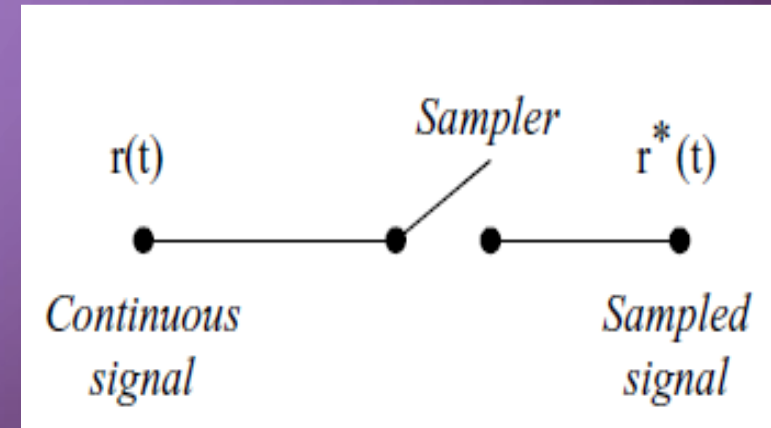 Sampler
r(t)
r*(t)
Continuous
signal
Sampled
signal